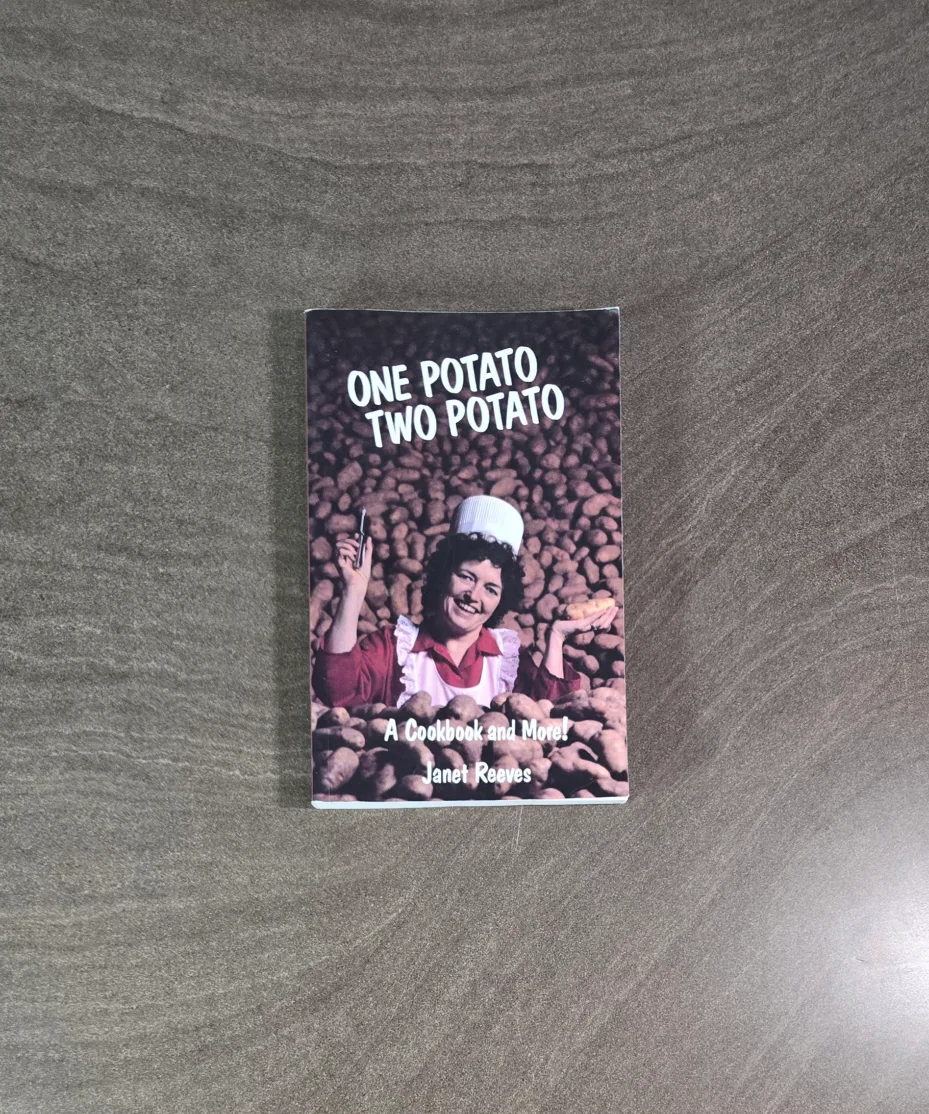 ONE POTATO
TWO POTATO
A Cookbook and More!
Janet Reeves